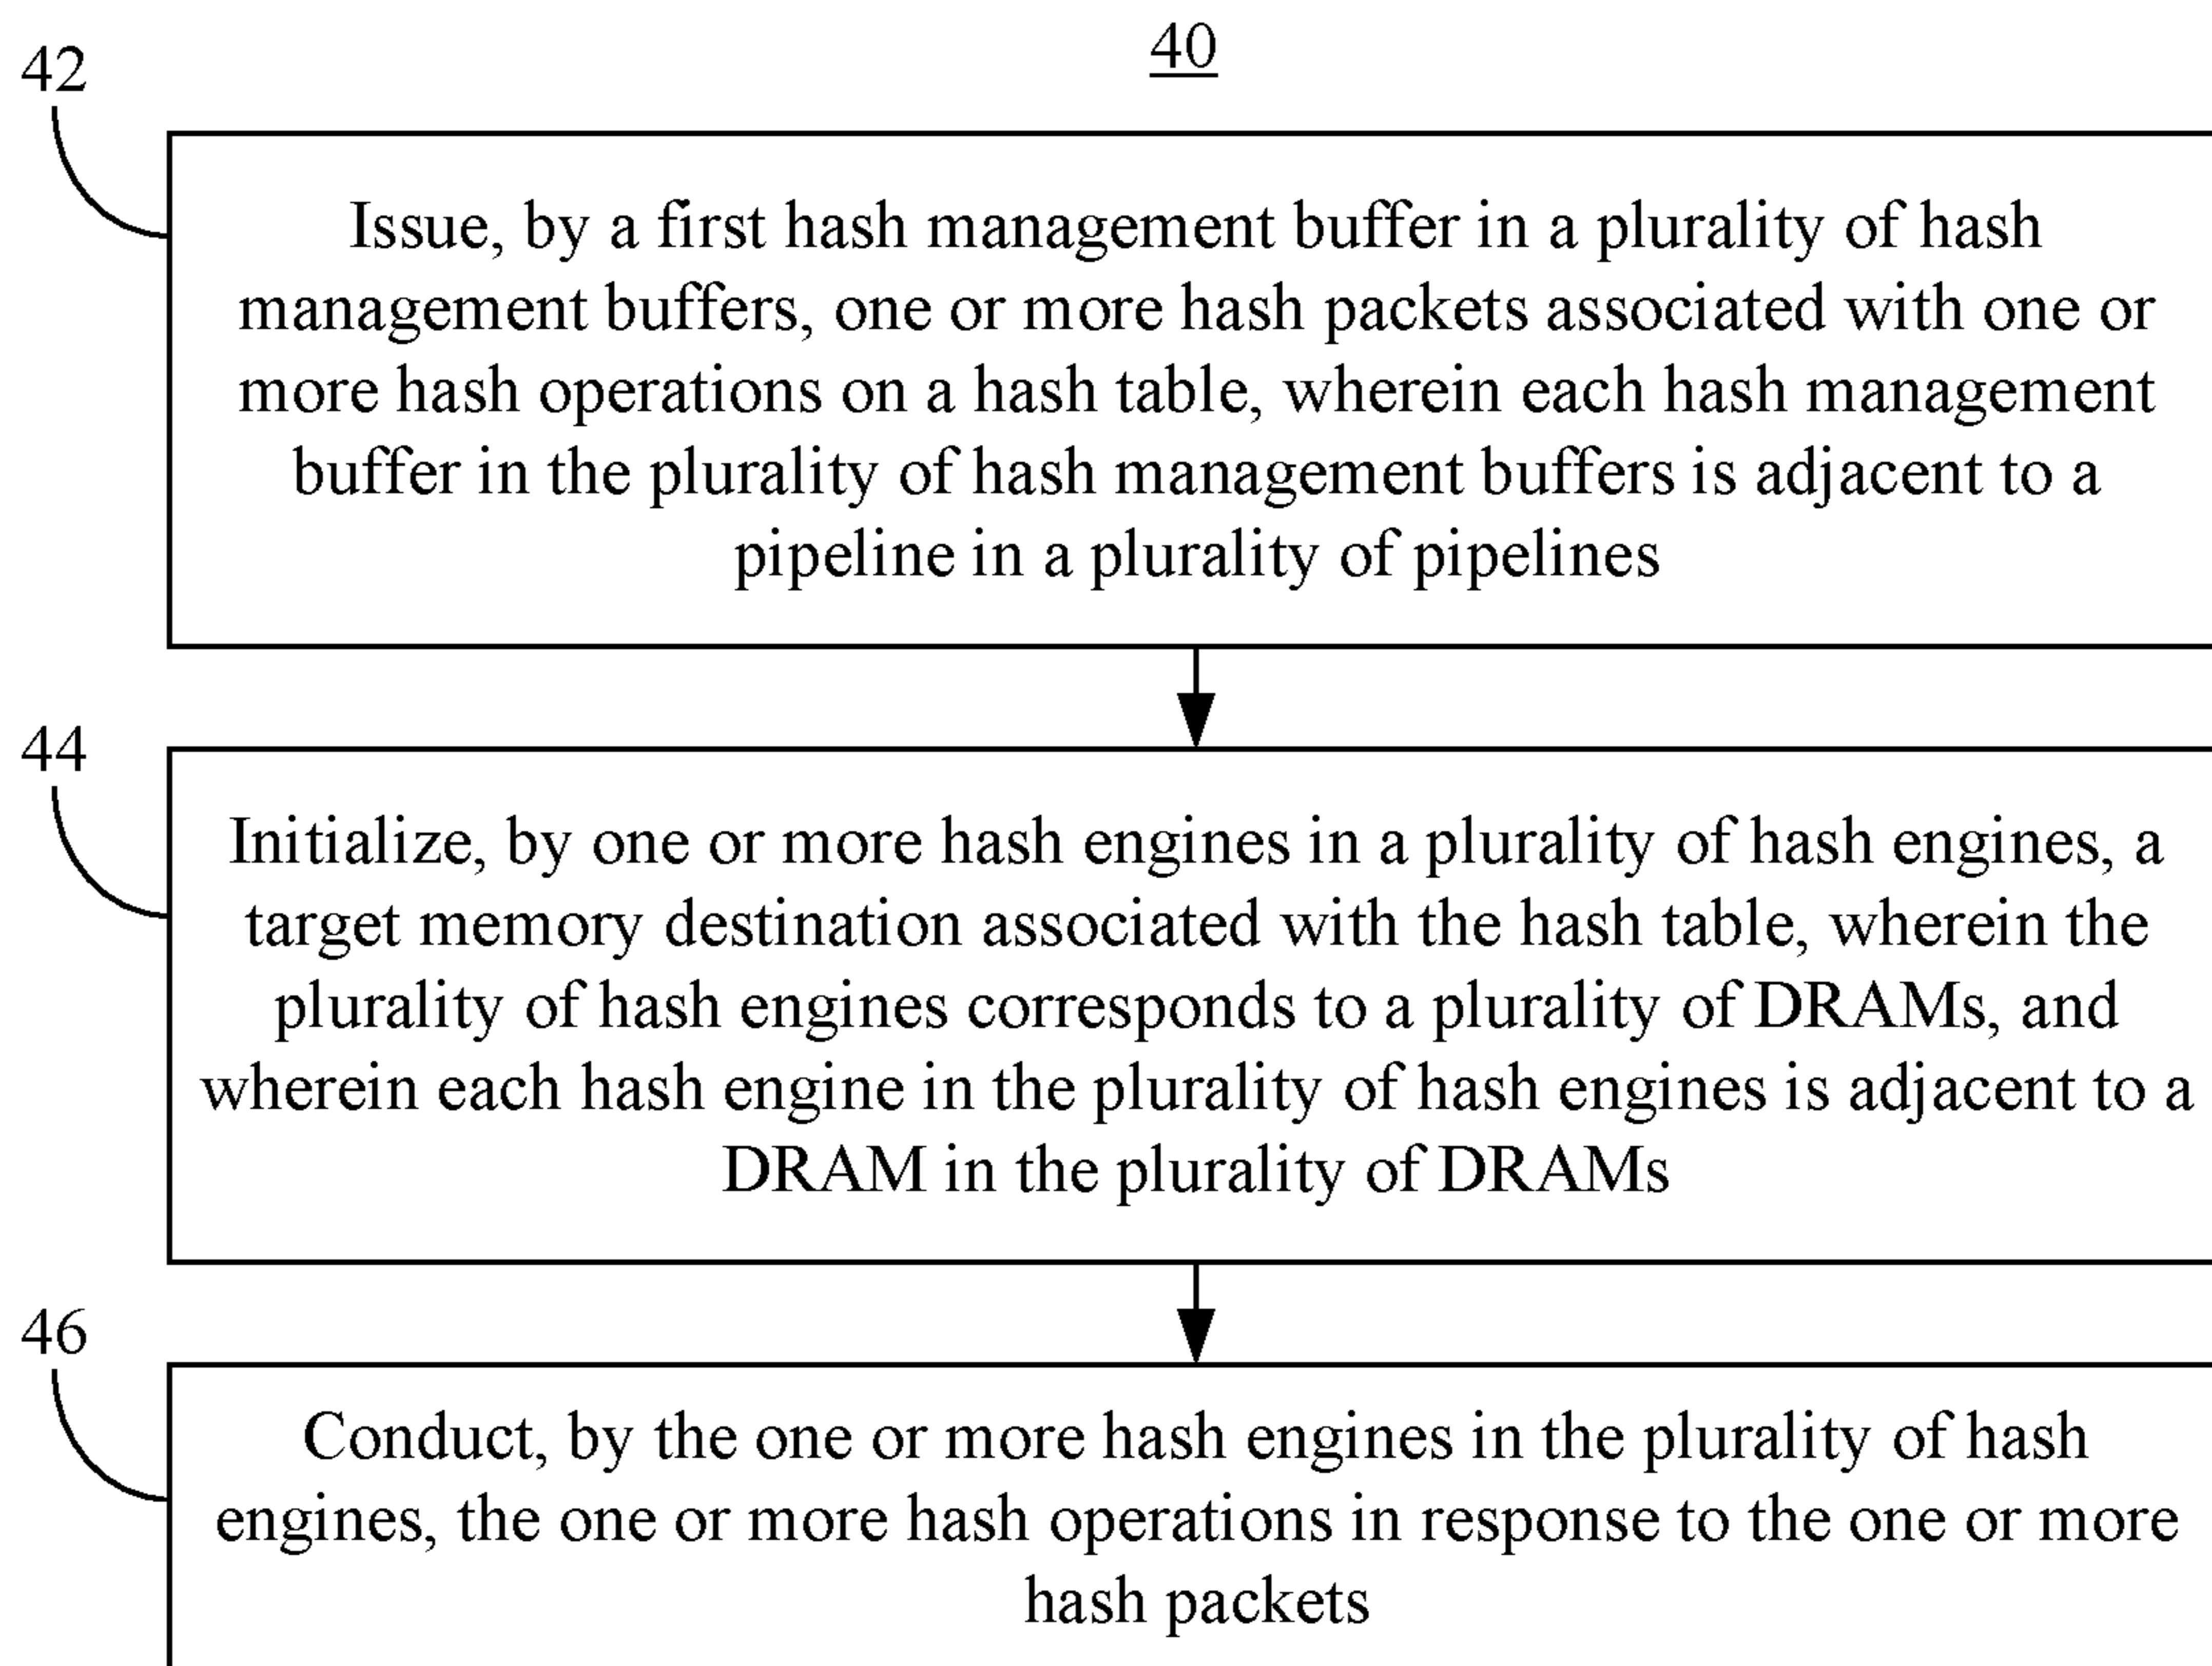 40
42
Issue, by a first hash management buffer in a plurality of hash
management buffers, one or more hash packets associated with one or
more hash operations on a hash table, wherein each hash management
buffer in the plurality of hash management buffers is adjacent to a
pipeline in a plurality of pipelines
44
Initialize, by one or more hash engines in a plurality of hash engines, a
target memory destination associated with the hash table, wherein the
plurality of hash engines corresponds to a plurality of DRAMs, and
wherein each hash engine in the plurality of hash engines is adjacent to a
DRAM in the plurality of DRAMs
46
Conduct, by the one or more hash engines in the plurality of hash
engines, the one or more hash operations in response to the one or more
hash packets